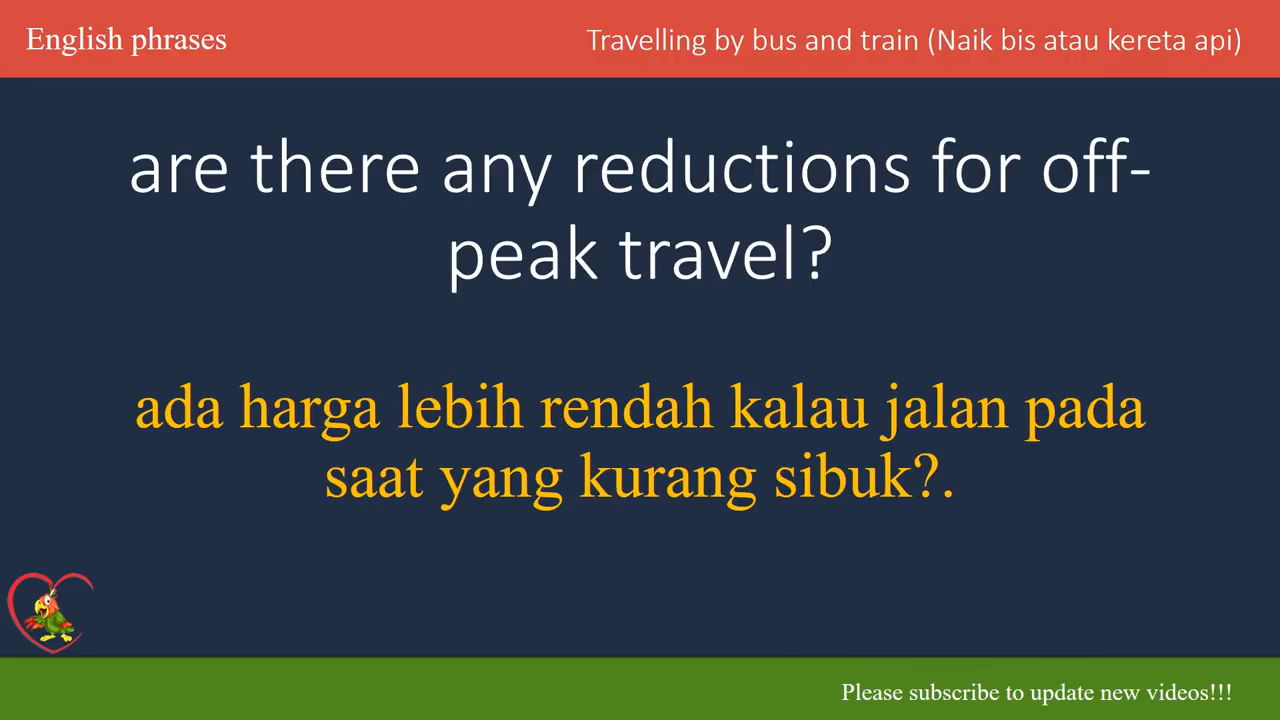 English phrases
Travelling by bus and train (Naik bis atau kereta api)
are there any reductions for off-
peak travel?
ada harga lebih rendah kalau jalan pada
saat yang kurang sibuk?.
Please subscribe to update new videos!!!